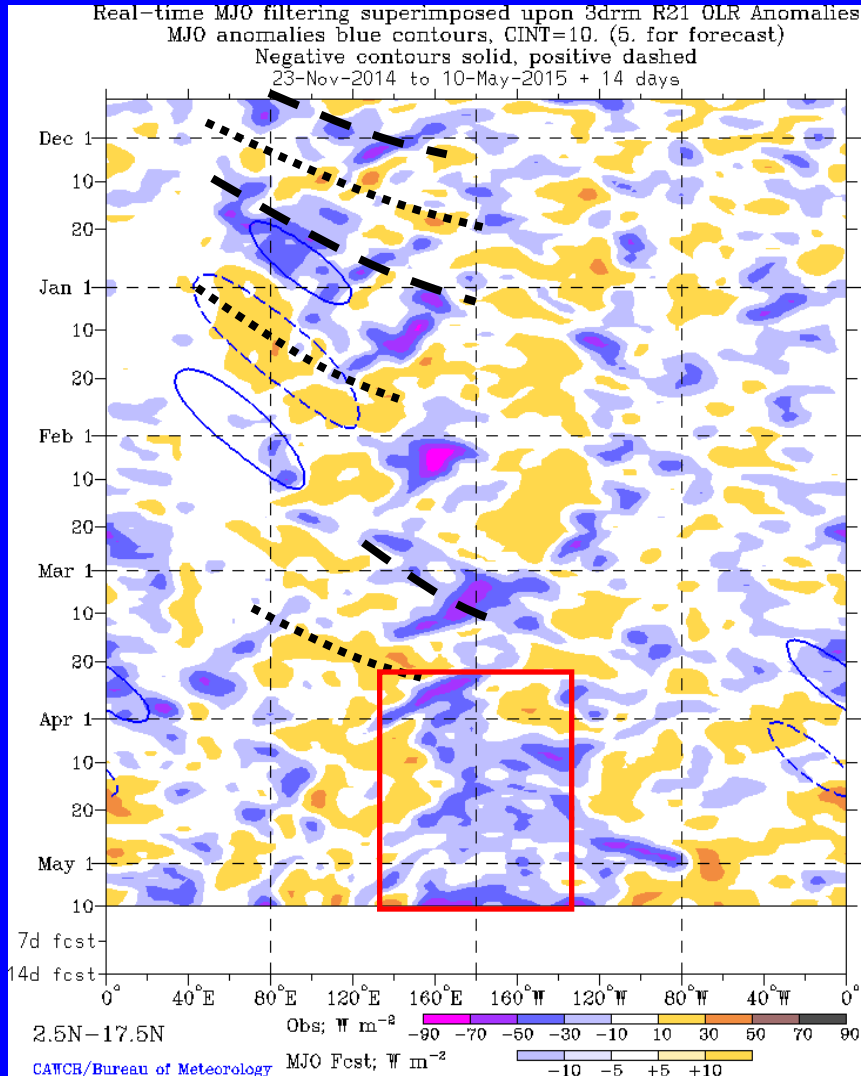 Real-time MJO filtering superimposed upon 3drm R21 OLR Anomalies
MJO anomalies blue contours, CINT=10. (5. for forecast)
Negative contours solid, positive dashed
23-Nov-2014 to 10-May-2015 + 14 days
Dec 1
10
20
Jan 1
10
20
Feb 1
10
20
Mar 1
10
20
Apr 1
10
20
May 1
10
7d fcst
14d fcst
0° 40°E 80°E 120°E 160°E 160°W 120°W 80°W 40°W 0°
2.5N-17.5N
Obs; W m⁻²
-90 -70 -50 -30 -10 10 30 50 70 90
CAWCR/Bureau of Meteorology
MJO Fcst; W m⁻²
-10 -5 +5 +10